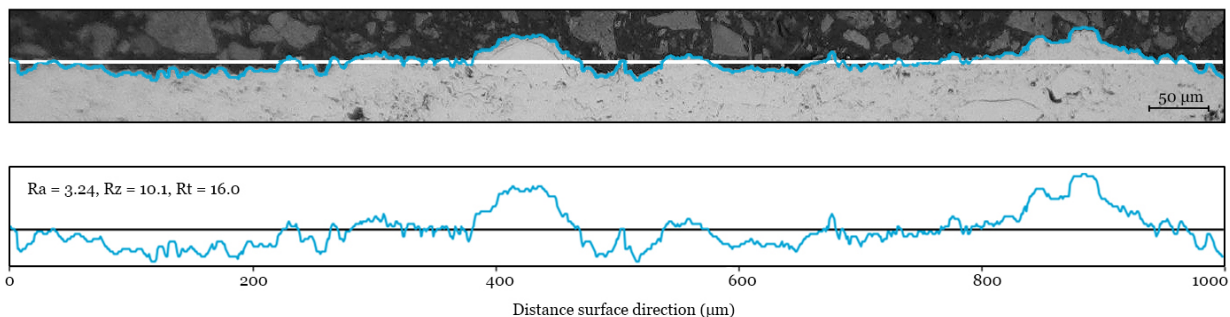 50 μm
Ra = 3.24, Rz = 10.1, Rt = 16.0
0 200 400 600 800 1000
Distance surface direction (μm)